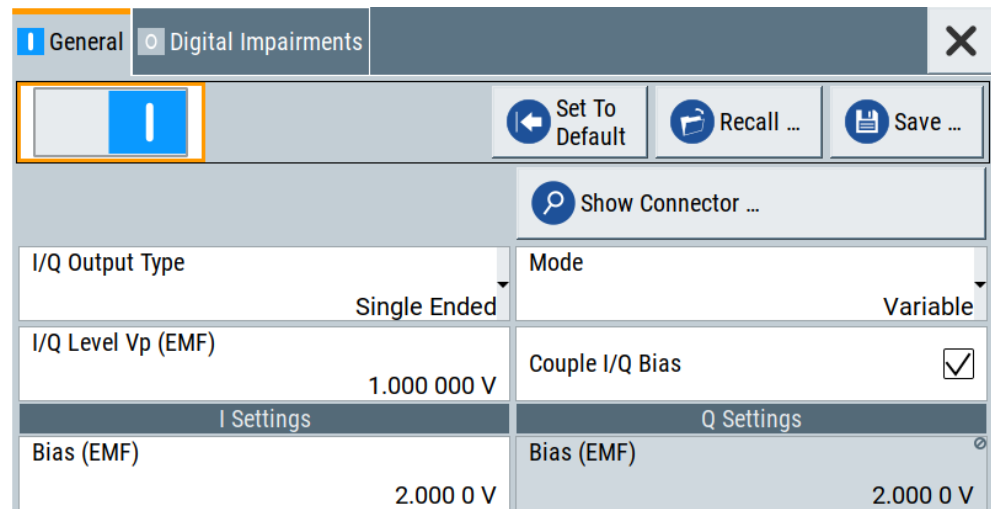 General
Digital Impairments
Set To
Default
Recall ...
Save ...
Show Connector ...
I/Q Output Type
Single Ended
Mode
Variable
I/Q Level Vp (EMF)
1.000 000 V
Couple I/Q Bias
I Settings
Q Settings
Bias (EMF)
2.000 0 V
Bias (EMF)
2.000 0 V